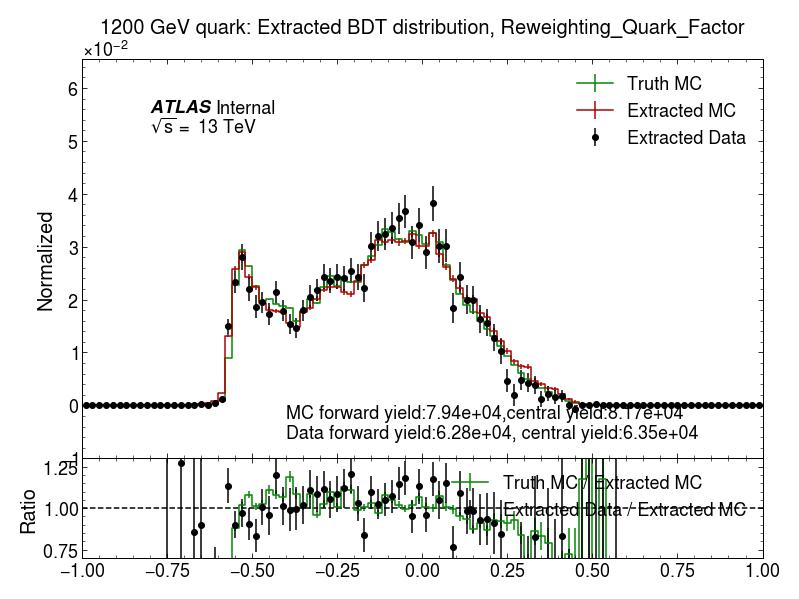 1200 GeV quark: Extracted BDT distribution, Reweighting_Quark_Factor
×10−2
6
5
4
3
2
1
0
1
Normalized
ATLAS Internal
√s = 13 TeV
Truth MC
Extracted MC
Extracted Data
MC forward yield:7.94e+04,central yield:8.17e+04
Data forward yield:6.28e+04, central yield:6.35e+04
1.25
1.00
0.75
Ratio
Truth MC / Extracted MC
Extracted Data / Extracted MC
−1.00 −0.75 −0.50 −0.25 0.00 0.25 0.50 0.75 1.00